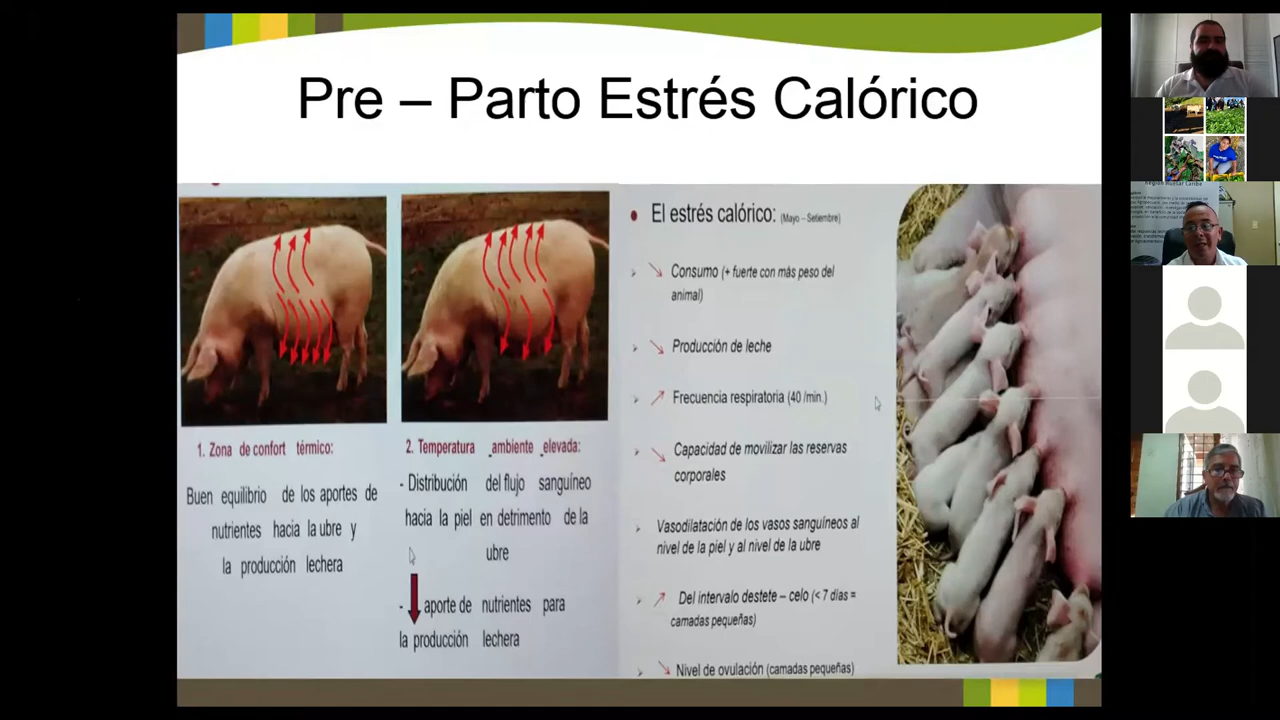 Pre – Parto Estrés Calórico
1. Zona de confort térmico:
Buen equilibrio de los aportes de
nutrientes hacia la ubre y
la producción lechera
2. Temperatura ambiente elevada:
- Distribución del flujo sanguíneo
hacia la piel en detrimento de la
ubre
- aporte de nutrientes para
la producción lechera
El estrés calórico: (Mayo – Setiembre)
Consumo (+ fuerte con más peso del
animal)
Producción de leche
Frecuencia respiratoria (40 /min.)
Capacidad de movilizar las reservas
corporales
Vasodilatación de los vasos sanguíneos al
nivel de la piel y al nivel de la ubre
Del intervalo destete – celo (< 7 días =
camadas pequeñas)
Nivel de ovulación (camadas pequeñas)
Región Huetar Caribe